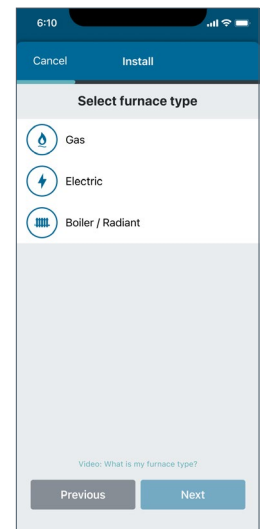 6:10
Cancel Install
Select furnace type
Gas
Electric
Boiler / Radiant
Video: What is my furnace type?
Previous Next